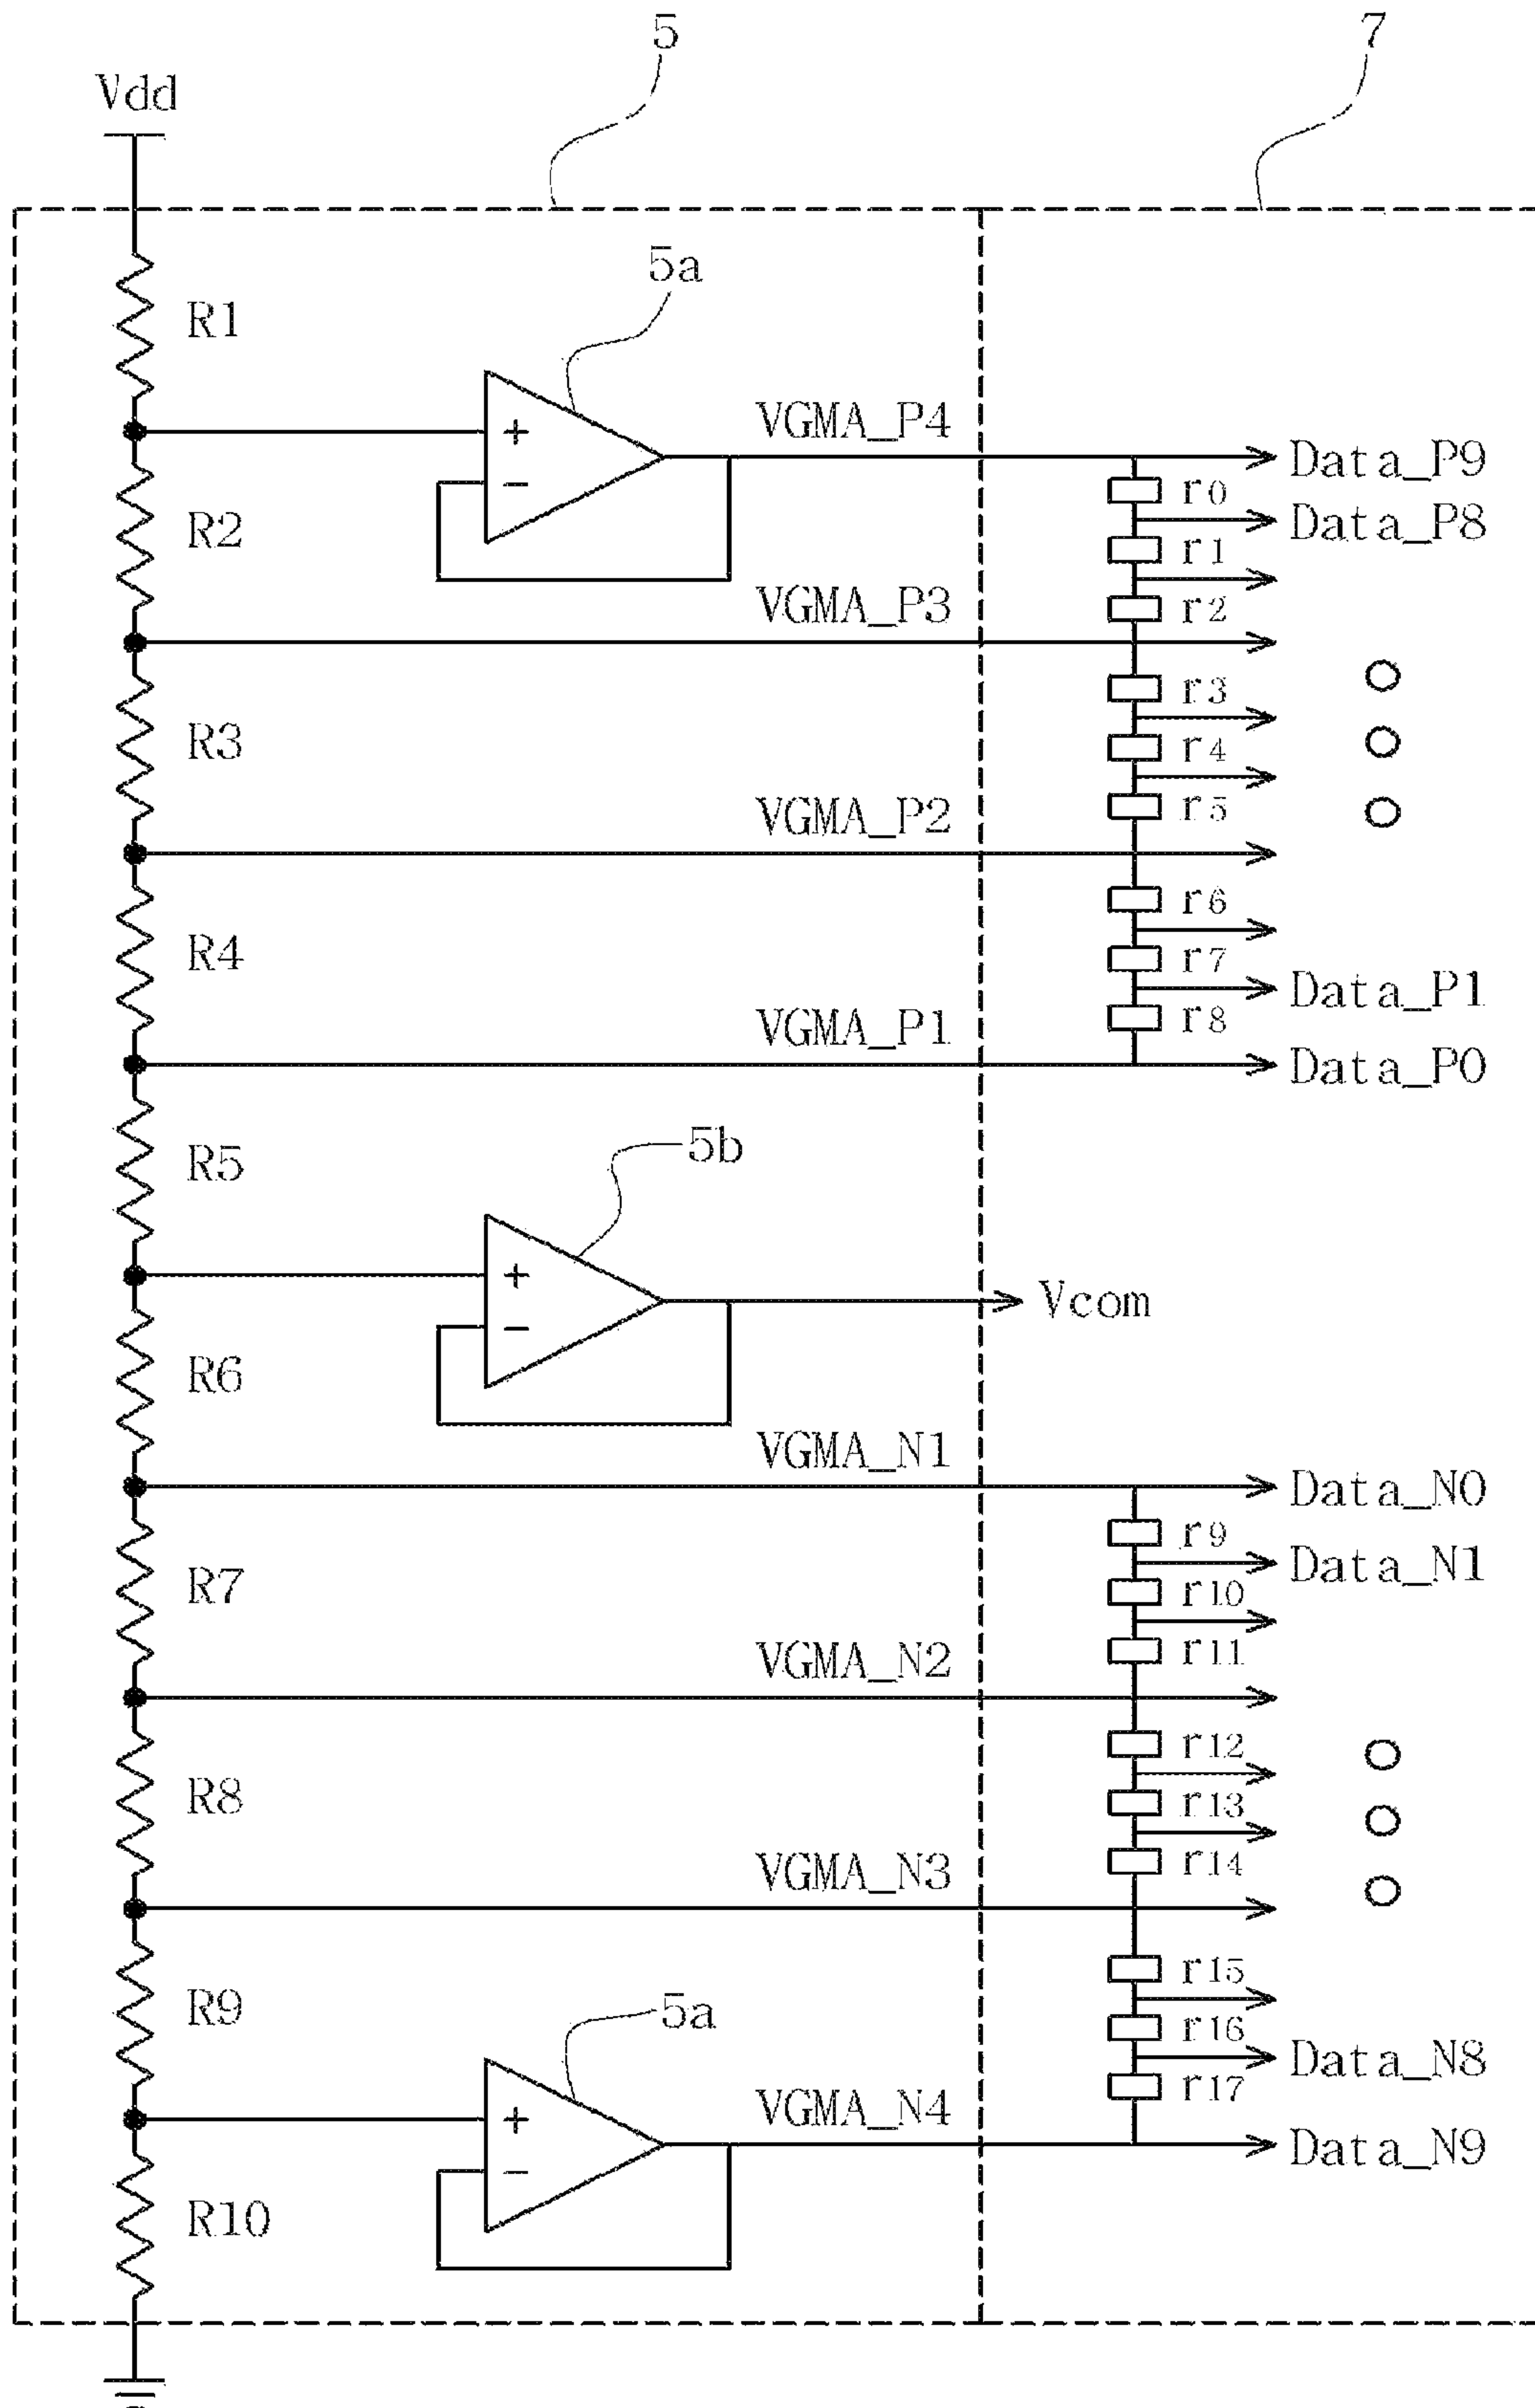 5
7
Vdd
5a
R1
VGMA_P4
+
−
Data_P9
r0
Data_P8
R2
r1
VGMA_P3
r2
r3
R3
r4
VGMA_P2
r5
r6
R4
r7
Data_P1
VGMA_P1
r8
Data_P0
R5
5b
+
−
Vcom
R6
VGMA_N1
Data_N0
r9
Data_N1
R7
r10
r11
VGMA_N2
r12
R8
r13
VGMA_N3
r14
r15
R9
5a
r16
Data_N8
VGMA_N4
r17
+
−
Data_N9
R10